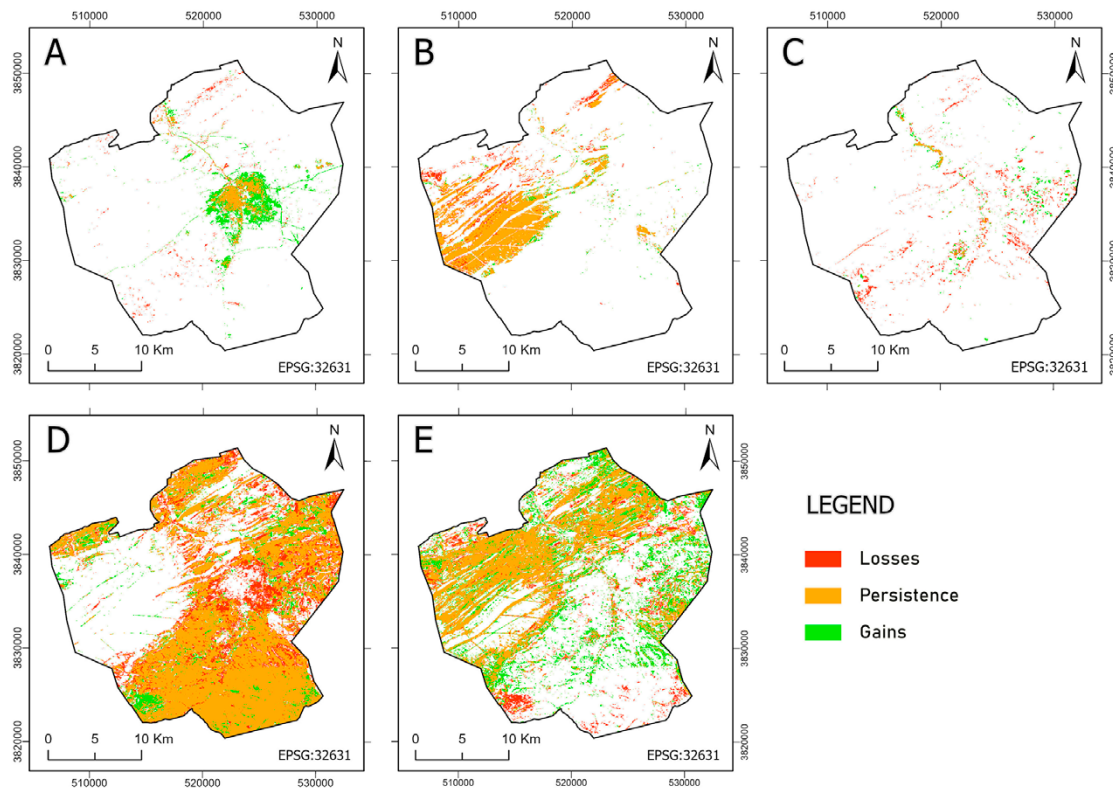 510000 520000 530000 510000 520000 530000 510000 520000 530000
A N B N C N
3850000 3850000
3840000 3840000
3830000 3830000
3820000 3820000
0 5 10 Km EPSG:32631 0 5 10 Km EPSG:32631 0 5 10 Km EPSG:32631
D N E N
3850000 3850000
3840000 3840000
3830000 3830000
3820000 3820000
0 5 10 Km EPSG:32631 0 5 10 Km EPSG:32631
510000 520000 530000 510000 520000 530000
LEGEND
Losses
Persistence
Gains